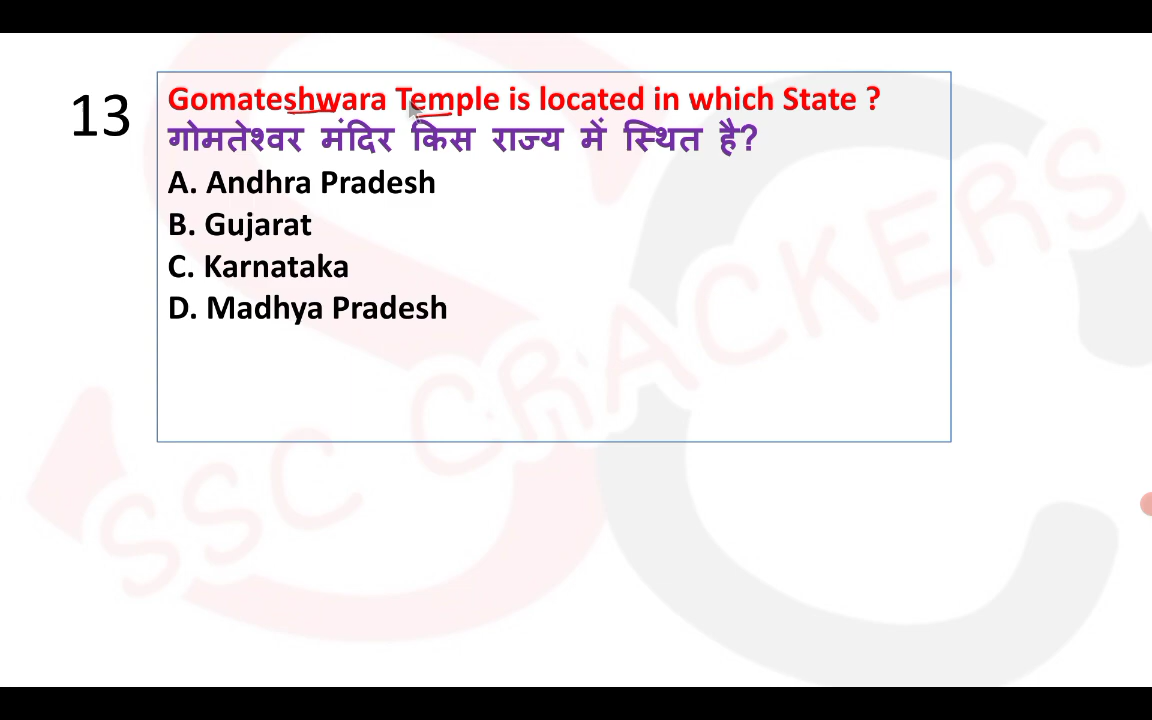 13
Gomateshwara Temple is located in which State ?
गोमतेश्वर मंदिर किस राज्य में स्थित है?
A. Andhra Pradesh
B. Gujarat
C. Karnataka
D. Madhya Pradesh
SSC CRACKERS